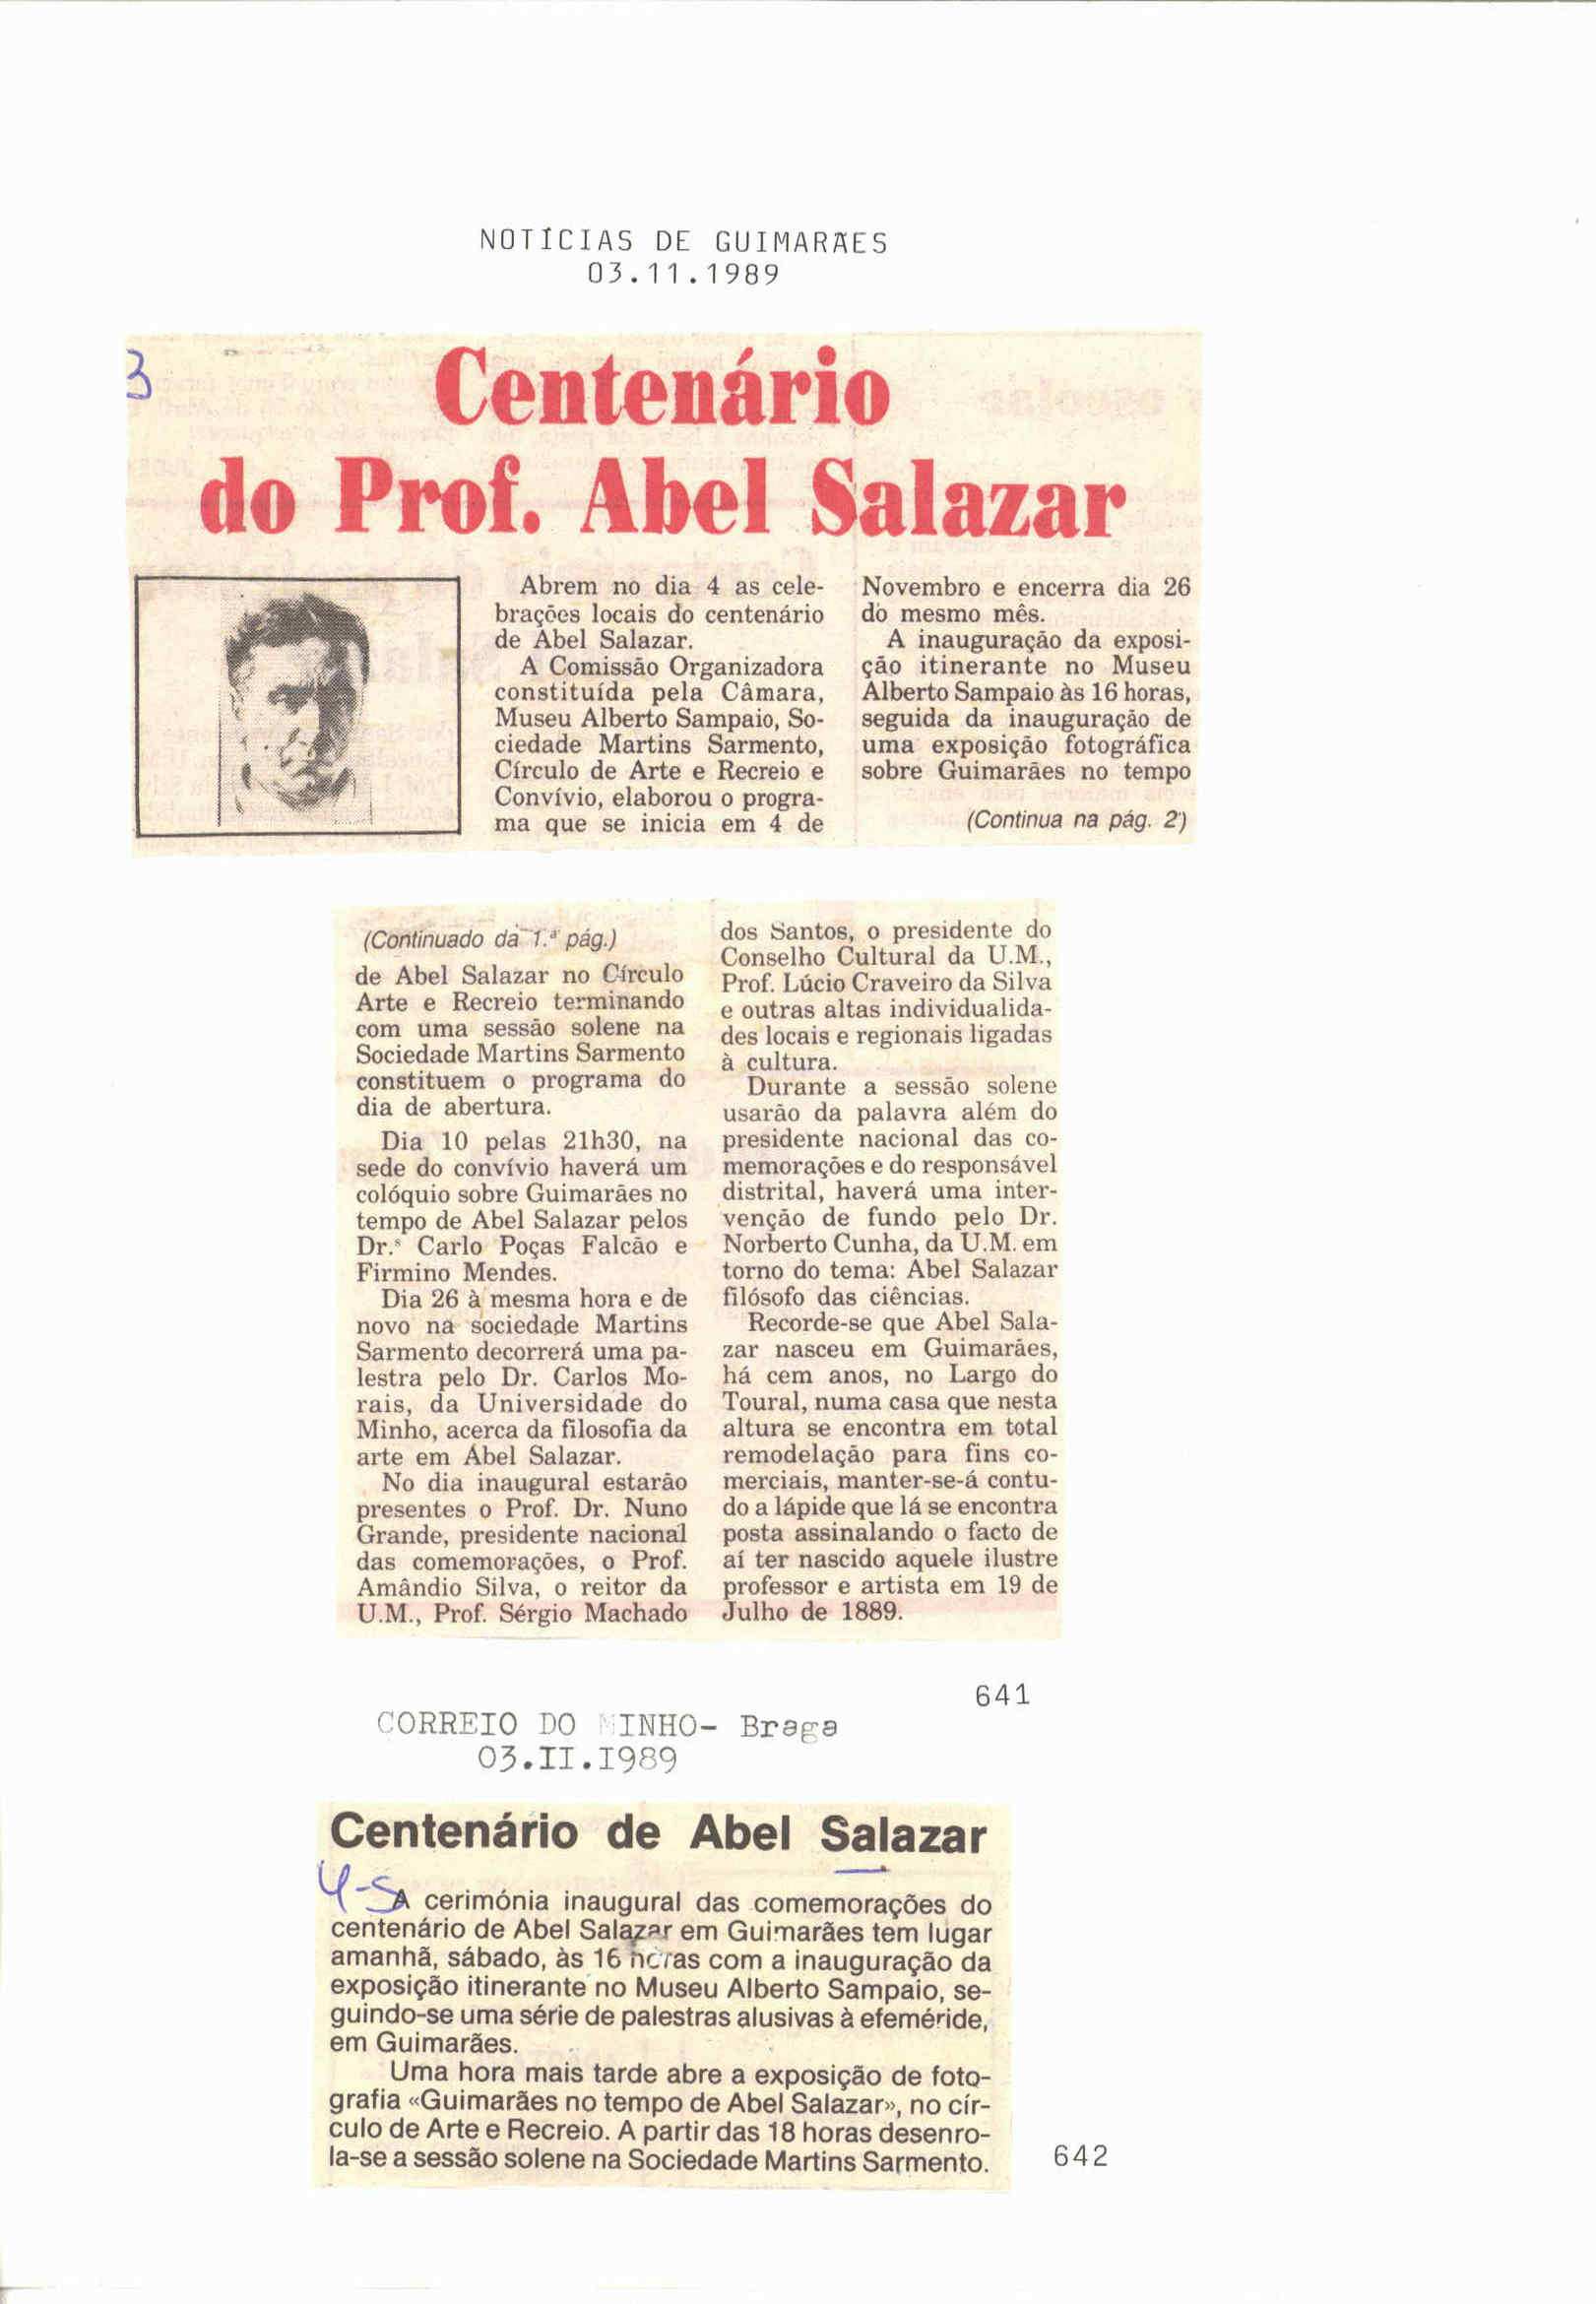 NOTÍCIAS DE GUIMARÃES
03.11.1989
3
Centenário
do Prof. Abel Salazar
Abrem no dia 4 as cele-
brações locais do centenário
de Abel Salazar.
A Comissão Organizadora
constituída pela Câmara,
Museu Alberto Sampaio, So-
ciedade Martins Sarmento,
Círculo de Arte e Recreio e
Convívio, elaborou o progra-
ma que se inicia em 4 de
Novembro e encerra dia 26
do mesmo mês.
A inauguração da exposi-
ção itinerante no Museu
Alberto Sampaio às 16 horas,
seguida da inauguração de
uma exposição fotográfica
sobre Guimarães no tempo
(Continua na pág. 2)
(Continuado da 1.ª pág.)
de Abel Salazar no Círculo
Arte e Recreio terminando
com uma sessão solene na
Sociedade Martins Sarmento
constituem o programa do
dia de abertura.
Dia 10 pelas 21h30, na
sede do convívio haverá um
colóquio sobre Guimarães no
tempo de Abel Salazar pelos
Dr.ˢ Carlo Poças Falcão e
Firmino Mendes.
Dia 26 à mesma hora e de
novo na sociedade Martins
Sarmento decorrerá uma pa-
lestra pelo Dr. Carlos Mo-
rais, da Universidade do
Minho, acerca da filosofia da
arte em Abel Salazar.
No dia inaugural estarão
presentes o Prof. Dr. Nuno
Grande, presidente nacional
das comemorações, o Prof.
Amândio Silva, o reitor da
U.M., Prof. Sérgio Machado
dos Santos, o presidente do
Conselho Cultural da U.M.,
Prof. Lúcio Craveiro da Silva
e outras altas individualida-
des locais e regionais ligadas
à cultura.
Durante a sessão solene
usarão da palavra além do
presidente nacional das co-
memorações e do responsável
distrital, haverá uma inter-
venção de fundo pelo Dr.
Norberto Cunha, da U.M. em
torno do tema: Abel Salazar
filósofo das ciências.
Recorde-se que Abel Sala-
zar nasceu em Guimarães,
há cem anos, no Largo do
Toural, numa casa que nesta
altura se encontra em total
remodelação para fins co-
merciais, manter-se-á contu-
do a lápide que lá se encontra
posta assinalando o facto de
aí ter nascido aquele ilustre
professor e artista em 19 de
Julho de 1889.
641
CORREIO DO MINHO- Braga
03.II.1989
Centenário de Abel Salazar
4-5
A cerimónia inaugural das comemorações do
centenário de Abel Salazar em Guimarães tem lugar
amanhã, sábado, às 16 horas com a inauguração da
exposição itinerante no Museu Alberto Sampaio, se-
guindo-se uma série de palestras alusivas à efeméride,
em Guimarães.
Uma hora mais tarde abre a exposição de foto-
grafia «Guimarães no tempo de Abel Salazar», no cír-
culo de Arte e Recreio. A partir das 18 horas desenro-
la-se a sessão solene na Sociedade Martins Sarmento.
642